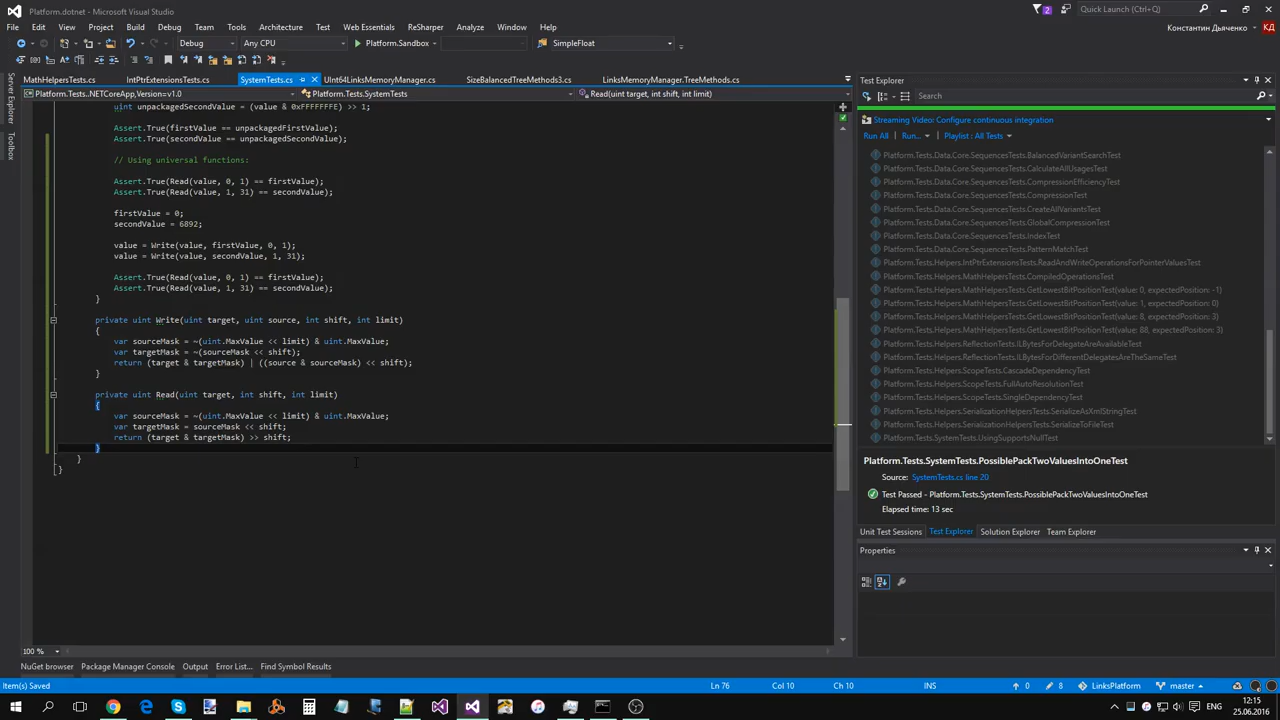 Platform.dotnet - Microsoft Visual Studio
2
Quick Launch (Ctrl+Q)
File Edit View Project Build Debug Team Tools Test Web Essentials ReSharper Architecture Analyze Window Help
Константин Дьяченко КД
Debug Any CPU Platform.Sandbox SimpleFloat
Server Explorer
Toolbox
MathHelpersTests.cs IntPtrExtensionsTests.cs SystemTests.cs UInt64LinksMemoryManager.cs SizeBalancedTreeMethods3.cs LinksMemoryManager.TreeMethods.cs
Platform.Tests..NETCoreApp,Version=v1.0 Platform.Tests.SystemTests Read(uint target, int shift, int limit)
uint unpackagedSecondValue = (value & 0xFFFFFFFE) >> 1;
Assert.True(firstValue == unpackagedFirstValue);
Assert.True(secondValue == unpackagedSecondValue);
// Using universal functions:
Assert.True(Read(value, 0, 1) == firstValue);
Assert.True(Read(value, 1, 31) == secondValue);
firstValue = 0;
secondValue = 6892;
value = Write(value, firstValue, 0, 1);
value = Write(value, secondValue, 1, 31);
Assert.True(Read(value, 0, 1) == firstValue);
Assert.True(Read(value, 1, 31) == secondValue);
}
private uint Write(uint target, uint source, int shift, int limit)
{
var sourceMask = ~(uint.MaxValue << limit) & uint.MaxValue;
var targetMask = ~(sourceMask << shift);
return (target & targetMask) | ((source & sourceMask) << shift);
}
private uint Read(uint target, int shift, int limit)
{
var sourceMask = ~(uint.MaxValue << limit) & uint.MaxValue;
var targetMask = sourceMask << shift;
return (target & targetMask) >> shift;
}
}
}
100 %
Test Explorer
Search
Streaming Video: Configure continuous integration
Run All Run... Playlist : All Tests
Platform.Tests.Data.Core.SequencesTests.BalancedVariantSearchTest
Platform.Tests.Data.Core.SequencesTests.CalculateAllUsagesTest
Platform.Tests.Data.Core.SequencesTests.CompressionEfficiencyTest
Platform.Tests.Data.Core.SequencesTests.CompressionTest
Platform.Tests.Data.Core.SequencesTests.CreateAllVariantsTest
Platform.Tests.Data.Core.SequencesTests.GlobalCompression
Platform.Tests.Data.Core.SequencesTests.IndexTest
Platform.Tests.Data.Core.SequencesTests.PatternMatchTest
Platform.Tests.Helpers.IntPtrExtensionsTests.ReadAndWriteOperationsForPointerValuesTest
Platform.Tests.Helpers.MathHelpersTests.CompiledOperationsTest
Platform.Tests.Helpers.MathHelpersTests.GetLowestBitPositionTest(value: 0, expectedPosition: -1)
Platform.Tests.Helpers.MathHelpersTests.GetLowestBitPositionTest(value: 1, expectedPosition: 0)
Platform.Tests.Helpers.MathHelpersTests.GetLowestBitPositionTest(value: 8, expectedPosition: 3)
Platform.Tests.Helpers.MathHelpersTests.GetLowestBitPositionTest(value: 88, expectedPosition: 3)
Platform.Tests.Helpers.ReflectionTests.ILBytesForDelegateAreAvailableTest
Platform.Tests.Helpers.ReflectionTests.ILBytesForDifferentDelegatesAreTheSameTest
Platform.Tests.Helpers.ScopeTests.CascadeDependencyTest
Platform.Tests.Helpers.ScopeTests.FullAutoResolutionTest
Platform.Tests.Helpers.ScopeTests.SingleDependencyTest
Platform.Tests.Helpers.SerializationHelpersTests.SerializeAsXmlStringTest
Platform.Tests.Helpers.SerializationHelpersTests.SerializeToFileTest
Platform.Tests.SystemTests.UsingSupportsNullTest
Platform.Tests.SystemTests.PossiblePackTwoValuesIntoOneTest
Source: SystemTests.cs line 20
Test Passed - Platform.Tests.SystemTests.PossiblePackTwoValuesIntoOneTest
Elapsed time: 13 sec
Unit Test Sessions Test Explorer Solution Explorer Team Explorer
Properties
NuGet browser Package Manager Console Output Error List... Find Symbol Results
Item(s) Saved Ln 76 Col 10 Ch 10 INS 0 8 LinksPlatform master
ENG 12:15
25.06.2016